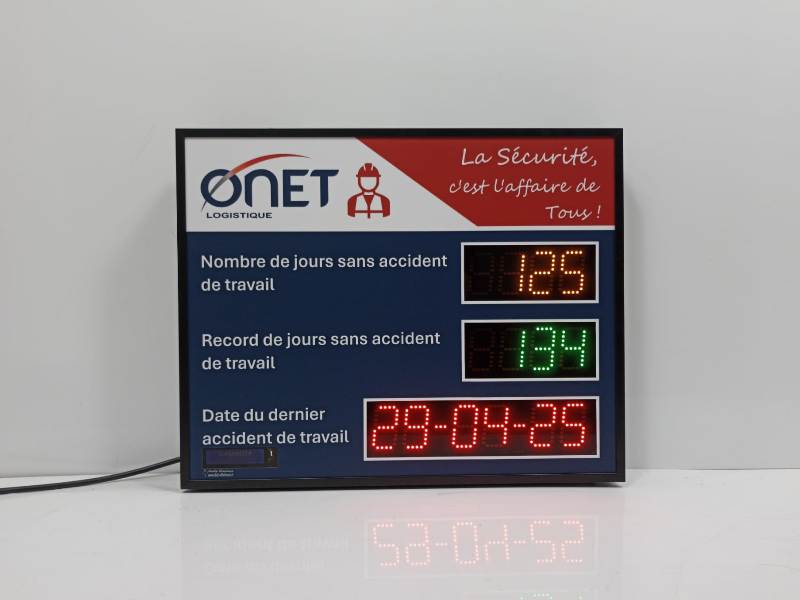 ONET
LOGISTIQUE
La Sécurité,
c'est l'affaire de
Tous !
Nombre de jours sans accident
de travail
125
Record de jours sans accident
de travail
134
Date du dernier
accident de travail
29-04-25